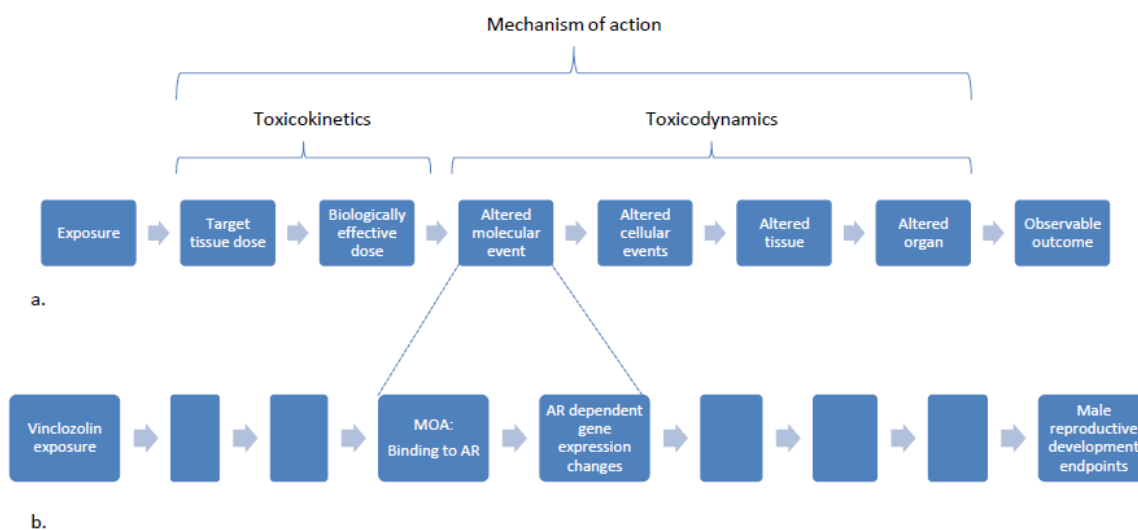 Mechanism of action
Toxicokinetics
Toxicodynamics
Exposure
Target
tissue dose
Biologically
effective
dose
Altered
molecular
event
Altered
cellular
events
Altered
tissue
Altered
organ
Observable
outcome
a.
Vinclozolin
exposure
MOA:
Binding to AR
AR dependent
gene
expression
changes
Male
reproductive
development
endpoints
b.